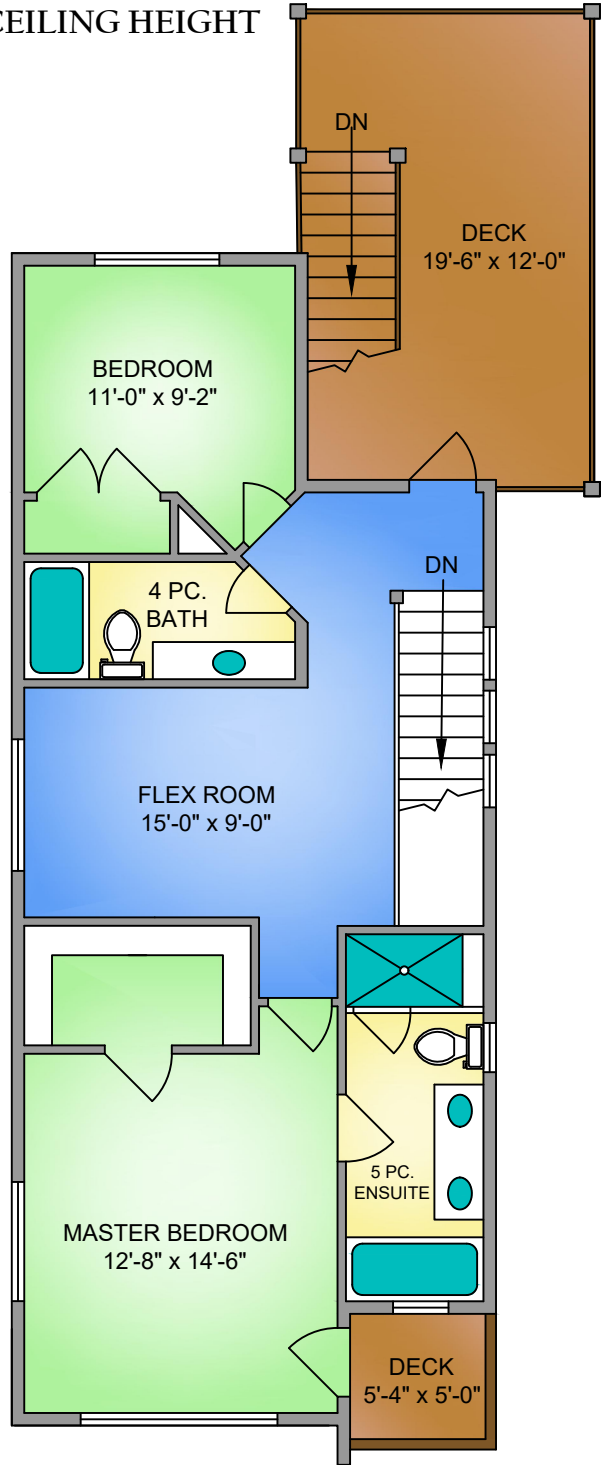 CEILING HEIGHT
DN
DECK
19'-6" x 12'-0"
BEDROOM
11'-0" x 9'-2"
DN
4 PC.
BATH
FLEX ROOM
15'-0" x 9'-0"
5 PC.
ENSUITE
MASTER BEDROOM
12'-8" x 14'-6"
DECK
5'-4" x 5'-0"